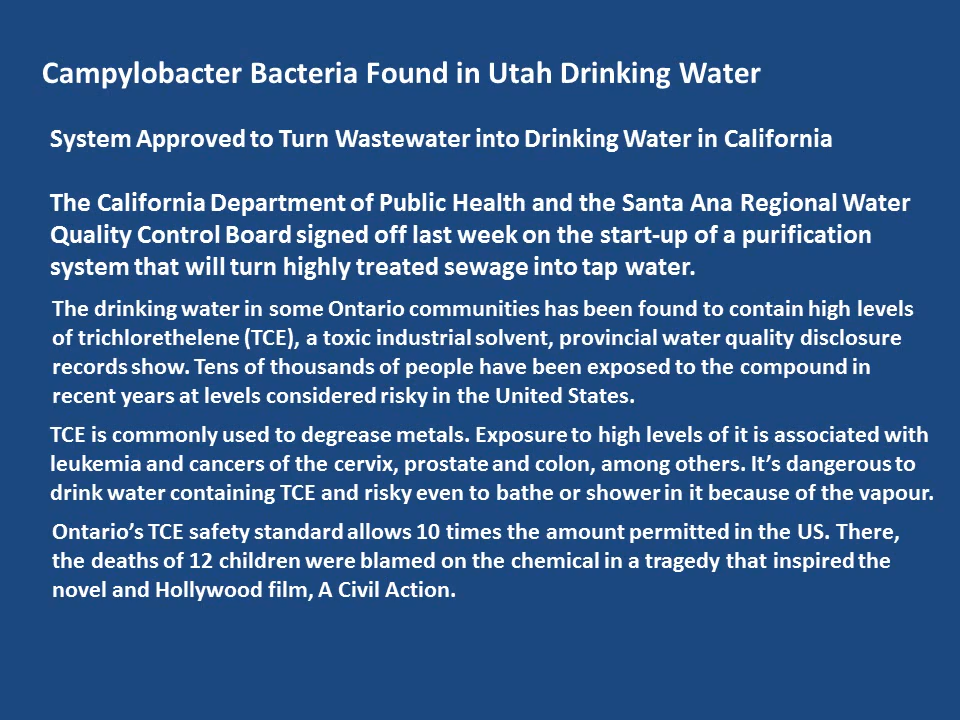 Campylobacter Bacteria Found in Utah Drinking Water
System Approved to Turn Wastewater into Drinking Water in California
The California Department of Public Health and the Santa Ana Regional Water
Quality Control Board signed off last week on the start-up of a purification
system that will turn highly treated sewage into tap water.
The drinking water in some Ontario communities has been found to contain high levels
of trichlorethelene (TCE), a toxic industrial solvent, provincial water quality disclosure
records show. Tens of thousands of people have been exposed to the compound in
recent years at levels considered risky in the United States.
TCE is commonly used to degrease metals. Exposure to high levels of it is associated with
leukemia and cancers of the cervix, prostate and colon, among others. It’s dangerous to
drink water containing TCE and risky even to bathe or shower in it because of the vapour.
Ontario’s TCE safety standard allows 10 times the amount permitted in the US. There,
the deaths of 12 children were blamed on the chemical in a tragedy that inspired the
novel and Hollywood film, A Civil Action.